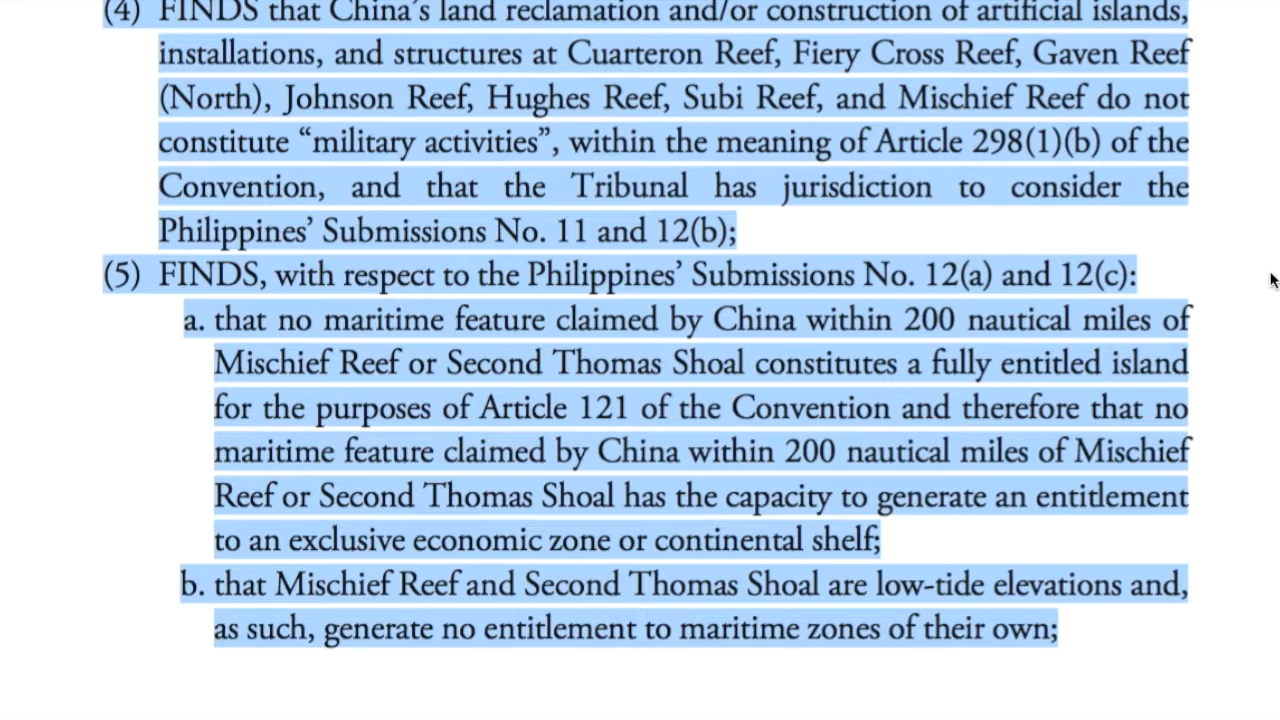 (4) FINDS that China's land reclamation and/or construction of artificial islands,
installations, and structures at Cuarteron Reef, Fiery Cross Reef, Gaven Reef
(North), Johnson Reef, Hughes Reef, Subi Reef, and Mischief Reef do not
constitute “military activities”, within the meaning of Article 298(1)(b) of the
Convention, and that the Tribunal has jurisdiction to consider the
Philippines’ Submissions No. 11 and 12(b);
(5) FINDS, with respect to the Philippines’ Submissions No. 12(a) and 12(c):
a. that no maritime feature claimed by China within 200 nautical miles of
Mischief Reef or Second Thomas Shoal constitutes a fully entitled island
for the purposes of Article 121 of the Convention and therefore that no
maritime feature claimed by China within 200 nautical miles of Mischief
Reef or Second Thomas Shoal has the capacity to generate an entitlement
to an exclusive economic zone or continental shelf;
b. that Mischief Reef and Second Thomas Shoal are low-tide elevations and,
as such, generate no entitlement to maritime zones of their own;